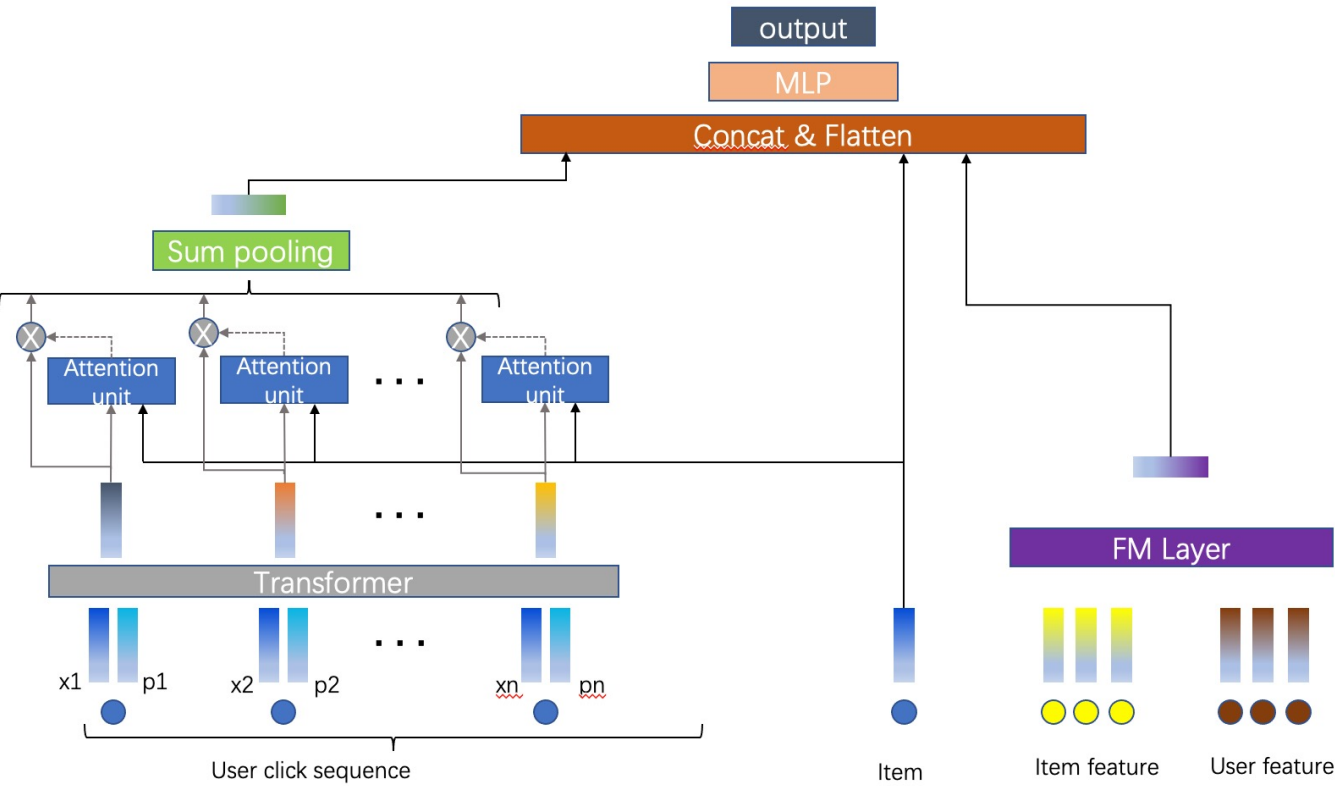 output
MLP
Concat & Flatten
Sum pooling
X
X
X
Attention
unit
Attention
unit
...
Attention
unit
...
FM Layer
Transformer
...
x1
p1
x2
p2
xn
pn
User click sequence
Item
Item feature
User feature